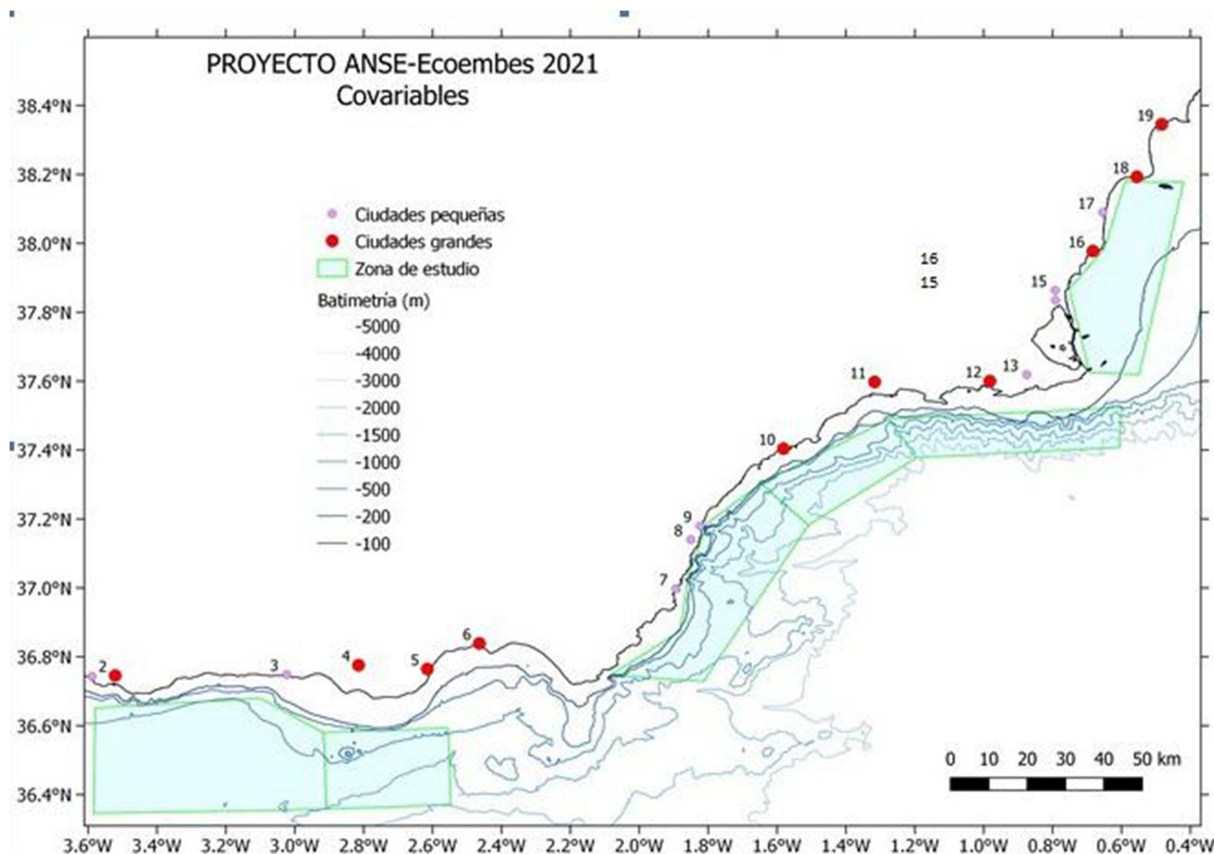 PROYECTO ANSE-Ecoembes 2021
Covariables
38.4°N
38.2°N
38.0°N
37.8°N
37.6°N
37.4°N
37.2°N
37.0°N
36.8°N
36.6°N
36.4°N
Ciudades pequeñas
Ciudades grandes
Zona de estudio
Batimetría (m)
-5000
-4000
-3000
-2000
-1500
-1000
-500
-200
-100
19
18
17
16
16
15
15
13
12
11
10
9
8
7
6
5
4
3
2
0 10 20 30 40 50 km
3.6°W 3.4°W 3.2°W 3.0°W 2.8°W 2.6°W 2.4°W 2.2°W 2.0°W 1.8°W 1.6°W 1.4°W 1.2°W 1.0°W 0.8°W 0.6°W 0.4°W